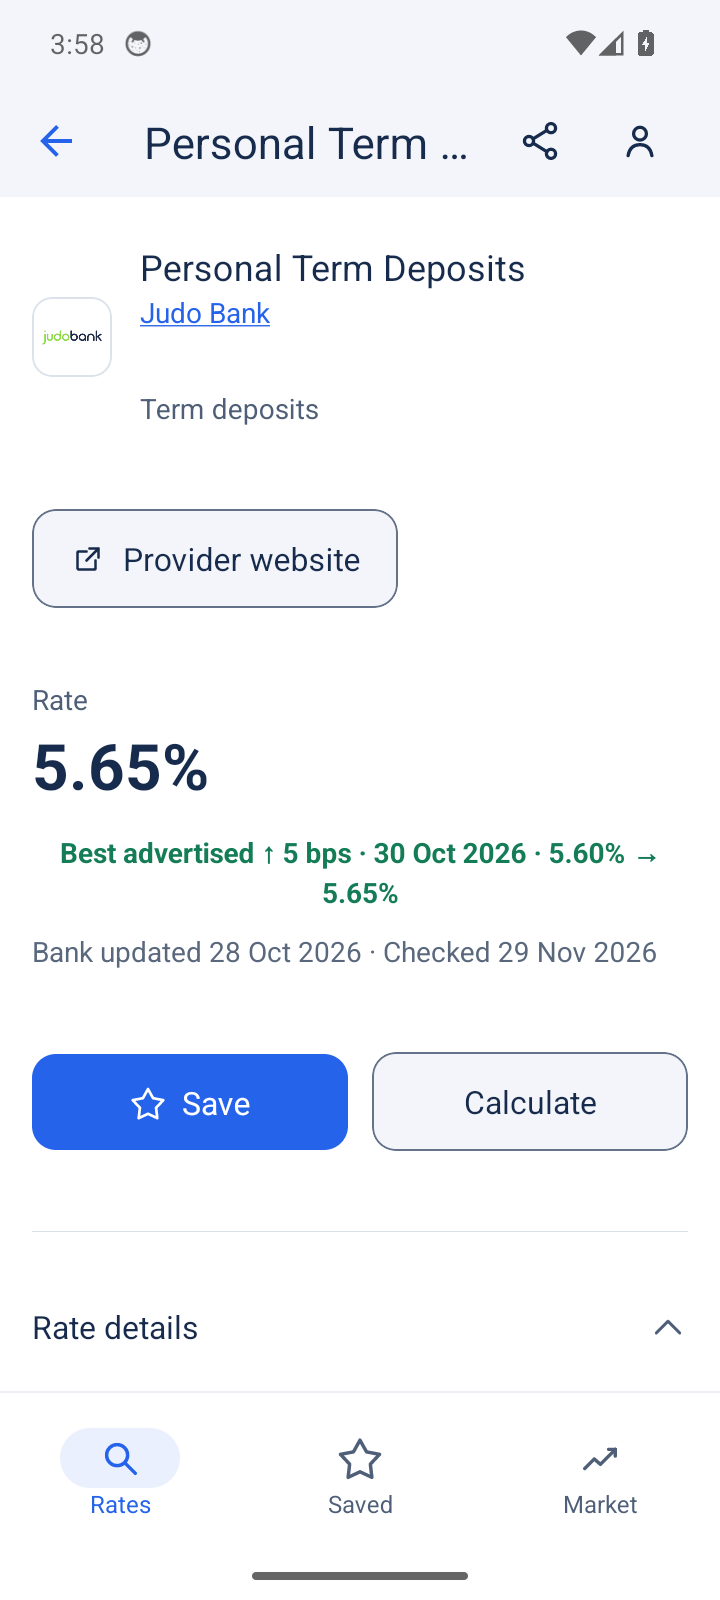 3:58
Personal Term ...
Personal Term Deposits
Judo Bank
judobank
Term deposits
Provider website
Rate
5.65%
Best advertised ↑ 5 bps · 30 Oct 2026 · 5.60% →
5.65%
Bank updated 28 Oct 2026 · Checked 29 Nov 2026
Save
Calculate
Rate details
Rates
Saved
Market